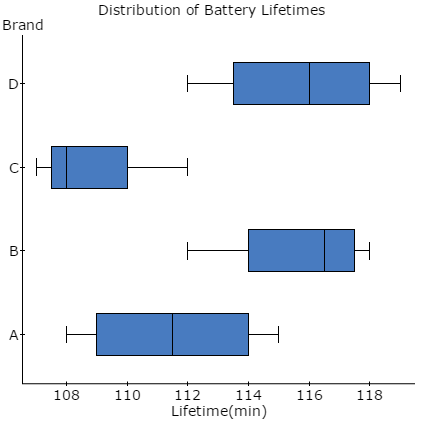 Distribution of Battery Lifetimes
Brand
D
C
B
A
108 110 112 114 116 118
Lifetime(min)